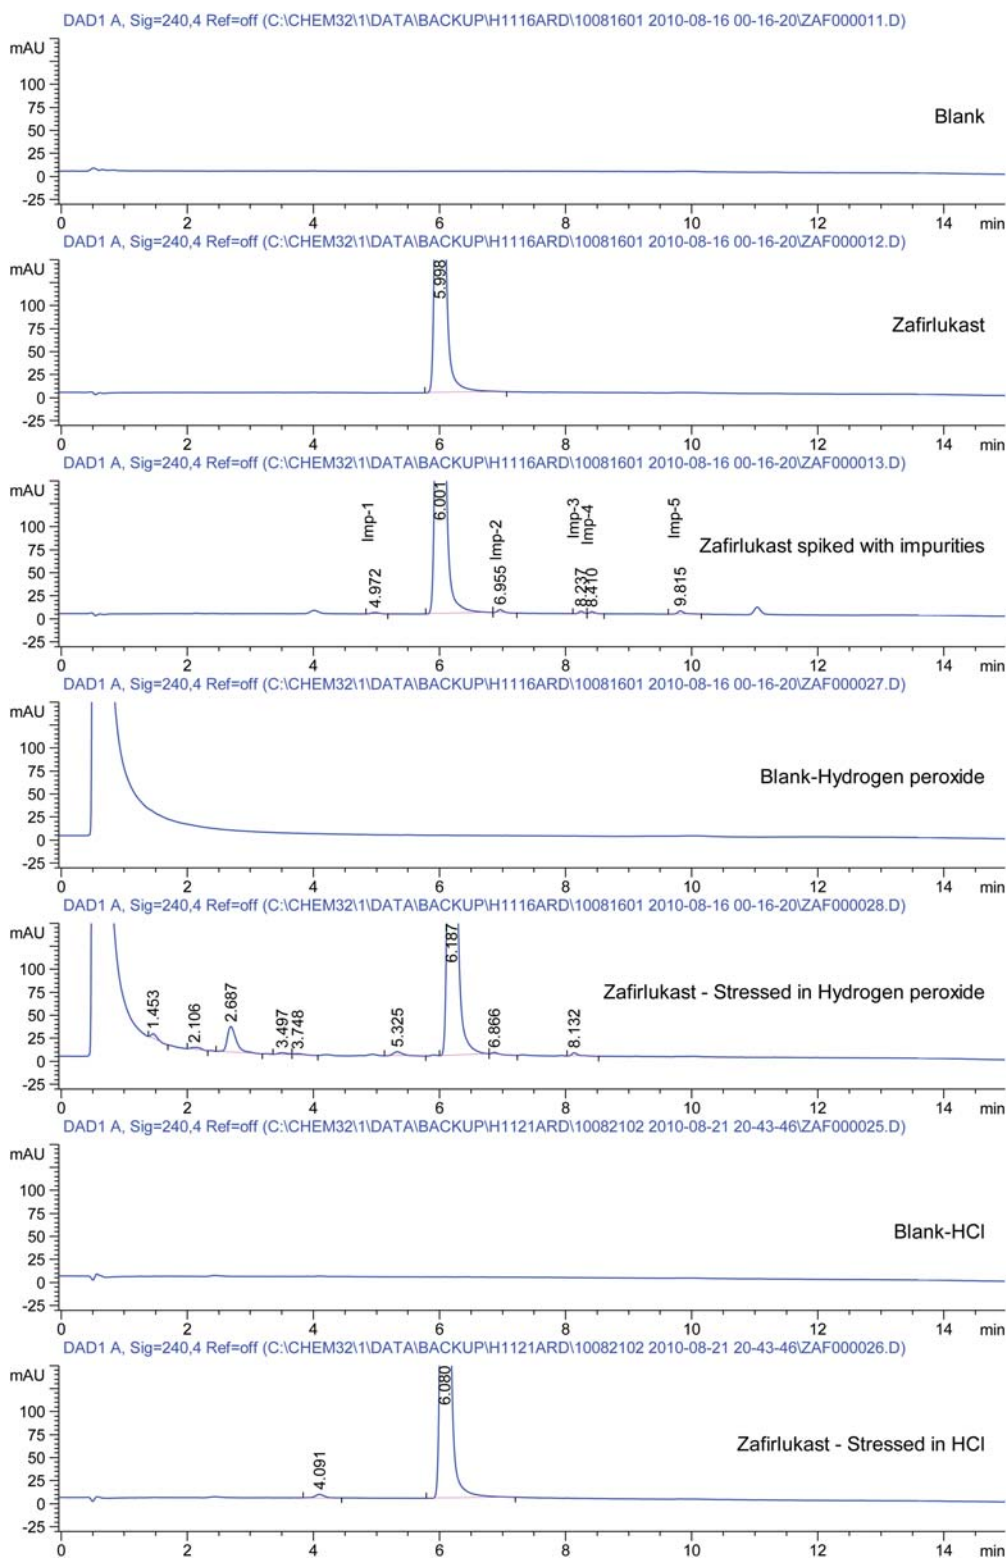 DAD1 A, Sig=240,4 Ref=off (C:\CHEM32\1\DATA\BACKUP\H1116ARD\10081601 2010-08-16 00-16-20\ZAF000011.D)
mAU
100
75
50
25
0
-25
Blank
0 2 4 6 8 10 12 14 min
DAD1 A, Sig=240,4 Ref=off (C:\CHEM32\1\DATA\BACKUP\H1116ARD\10081601 2010-08-16 00-16-20\ZAF000012.D)
mAU
100
75
50
25
0
-25
5.998
Zafirlukast
0 2 4 6 8 10 12 14 min
DAD1 A, Sig=240,4 Ref=off (C:\CHEM32\1\DATA\BACKUP\H1116ARD\10081601 2010-08-16 00-16-20\ZAF000013.D)
mAU
100
75
50
25
0
-25
Imp-1
4.972
6.001
Imp-2
6.955
Imp-3
8.237
Imp-4
8.410
Imp-5
9.815
Zafirlukast spiked with impurities
0 2 4 6 8 10 12 14 min
DAD1 A, Sig=240,4 Ref=off (C:\CHEM32\1\DATA\BACKUP\H1116ARD\10081601 2010-08-16 00-16-20\ZAF000027.D)
mAU
100
75
50
25
0
-25
Blank-Hydrogen peroxide
0 2 4 6 8 10 12 14 min
DAD1 A, Sig=240,4 Ref=off (C:\CHEM32\1\DATA\BACKUP\H1116ARD\10081601 2010-08-16 00-16-20\ZAF000028.D)
mAU
100
75
50
25
0
-25
1.453
2.106
2.687
3.497
3.748
5.325
6.187
6.866
8.132
Zafirlukast - Stressed in Hydrogen peroxide
0 2 4 6 8 10 12 14 min
DAD1 A, Sig=240,4 Ref=off (C:\CHEM32\1\DATA\BACKUP\H1121ARD\10082102 2010-08-21 20-43-46\ZAF000025.D)
mAU
100
75
50
25
0
-25
Blank-HCl
0 2 4 6 8 10 12 14 min
DAD1 A, Sig=240,4 Ref=off (C:\CHEM32\1\DATA\BACKUP\H1121ARD\10082102 2010-08-21 20-43-46\ZAF000026.D)
mAU
100
75
50
25
0
-25
4.091
6.080
Zafirlukast - Stressed in HCl
0 2 4 6 8 10 12 14 min